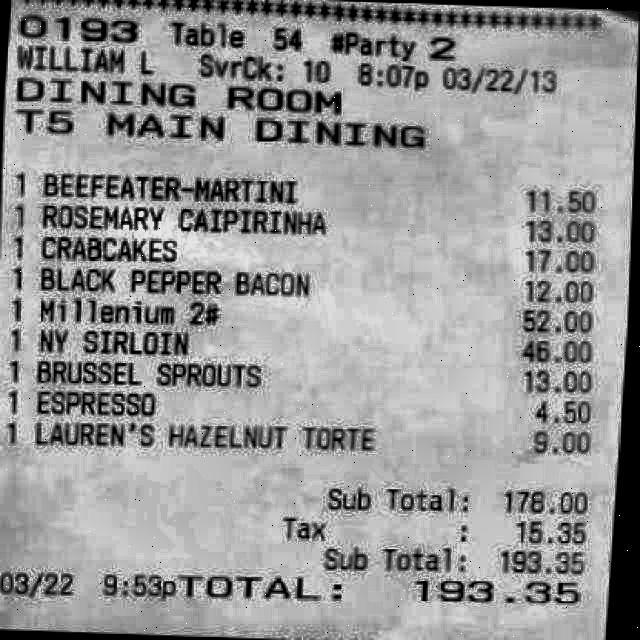 0193 Table 54 #Party 2
WILLIAM L SvrCk: 10 8:07p 03/22/13
DINING ROOM
T5 MAIN DINING
1 BEEFEATER-MARTINI 11.50
1 ROSEMARY CAIPIRINHA 13.00
1 CRABCAKES 17.00
1 BLACK PEPPER BACON 12.00
1 Millenium 2# 52.00
1 NY SIRLOIN 46.00
1 BRUSSEL SPROUTS 13.00
1 ESPRESSO 4.50
1 LAUREN'S HAZELNUT TORTE 9.00
Sub Total: 178.00
Tax : 15.35
Sub Total: 193.35
03/22 9:53pTOTAL: 193.35